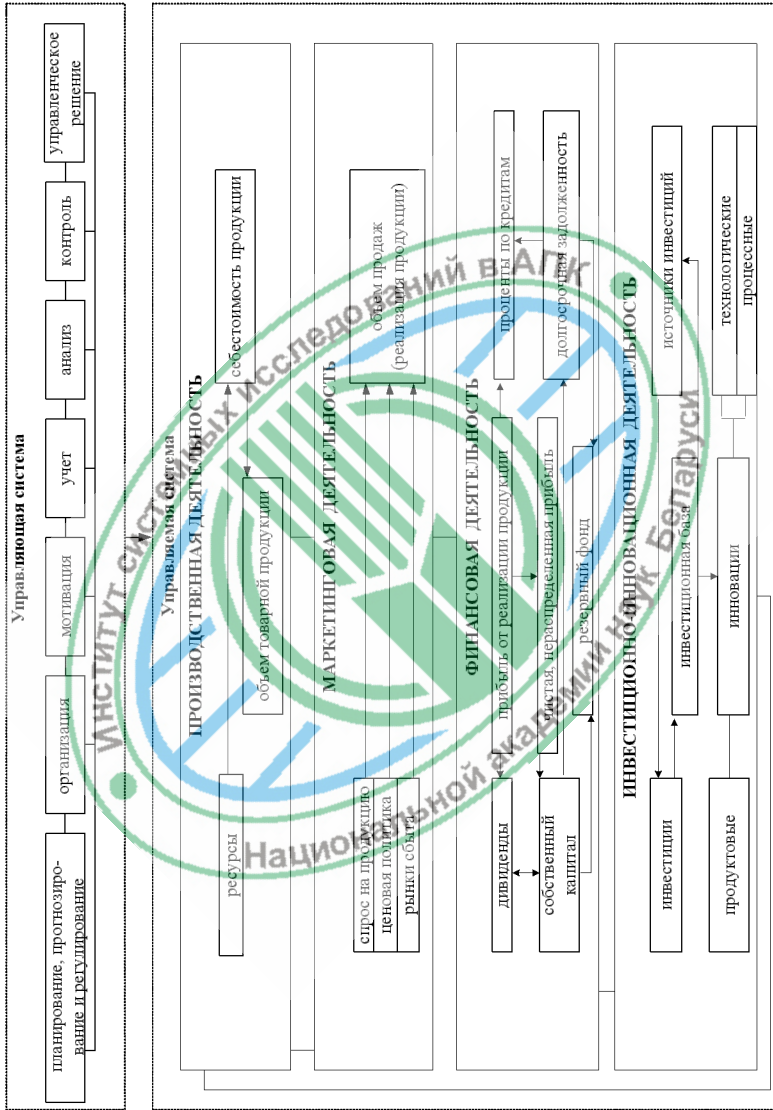 Управляющая система
планирование, прогнозиро-
вание и регулирование
организация
мотивация
учет
анализ
контроль
управленческое
решение
Управляемая система
ПРОИЗВОДСТВЕННАЯ ДЕЯТЕЛЬНОСТЬ
ресурсы
объем товарной продукции
себестоимость продукции
МАРКЕТИНГОВАЯ ДЕЯТЕЛЬНОСТЬ
спрос на продукцию
ценовая политика
рынки сбыта
объем продаж
(реализация продукции)
ФИНАНСОВАЯ ДЕЯТЕЛЬНОСТЬ
дивиденды
прибыль от реализации продукции
проценты по кредитам
собственный
капитал
чистая, нераспределенная прибыль
долгосрочная задолженность
резервный фонд
ИНВЕСТИЦИОННО-ИННОВАЦИОННАЯ ДЕЯТЕЛЬНОСТЬ
инвестиции
источники инвестиций
инвестиционная база
продуктовые
инновации
технологические
процессные
Институт системных исследований в АПК
Национальной академии наук Беларуси